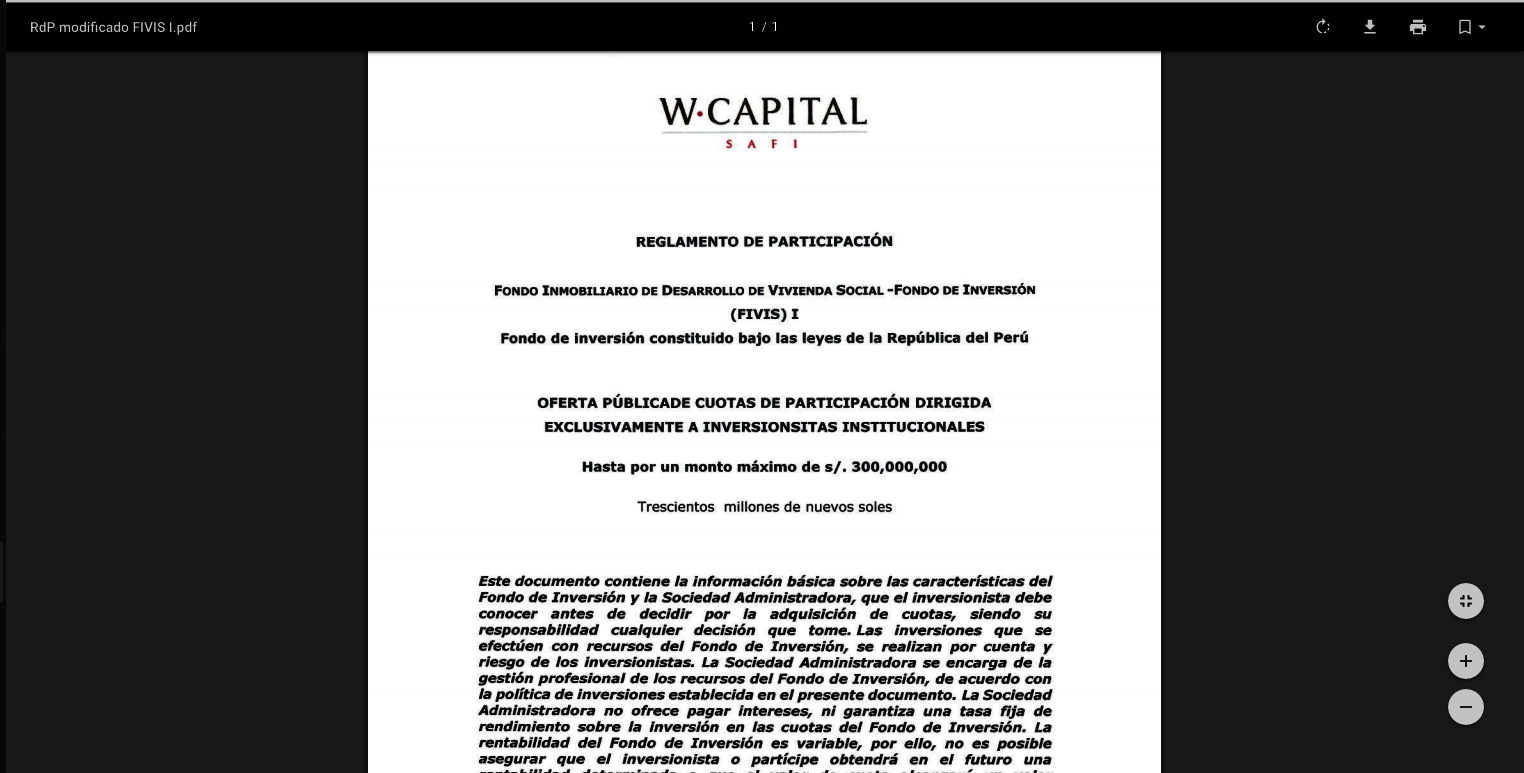 RdP modificado FIVIS I.pdf
1 / 1
W·CAPITAL
SAFI
REGLAMENTO DE PARTICIPACIÓN
FONDO INMOBILIARIO DE DESARROLLO DE VIVIENDA SOCIAL -FONDO DE INVERSIÓN
(FIVIS) I
Fondo de inversión constituido bajo las leyes de la República del Perú
OFERTA PÚBLICADE CUOTAS DE PARTICIPACIÓN DIRIGIDA
EXCLUSIVAMENTE A INVERSIONSITAS INSTITUCIONALES
Hasta por un monto máximo de s/. 300,000,000
Trescientos millones de nuevos soles
Este documento contiene la información básica sobre las características del
Fondo de Inversión y la Sociedad Administradora, que el inversionista debe
conocer antes de decidir por la adquisición de cuotas, siendo su
responsabilidad cualquier decisión que tome. Las inversiones que se
efectúen con recursos del Fondo de Inversión, se realizan por cuenta y
riesgo de los inversionistas. La Sociedad Administradora se encarga de la
gestión profesional de los recursos del Fondo de Inversión, de acuerdo con
la política de inversiones establecida en el presente documento. La Sociedad
Administradora no ofrece pagar intereses, ni garantiza una tasa fija de
rendimiento sobre la inversión en las cuotas del Fondo de Inversión. La
rentabilidad del Fondo de Inversión es variable, por ello, no es posible
asegurar que el inversionista o partícipe obtendrá en el futuro una